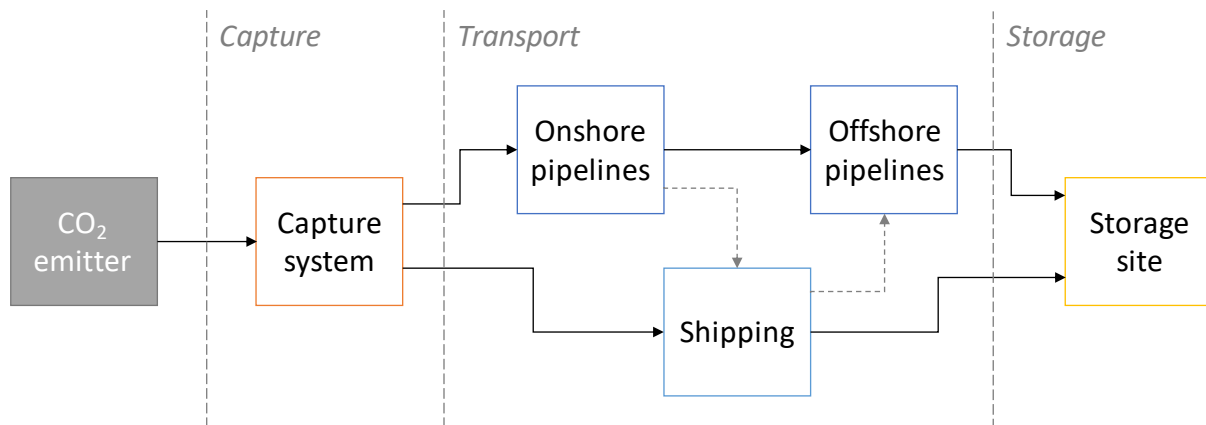 Capture
Transport
Storage
Onshore
pipelines
Offshore
pipelines
CO₂
emitter
Capture
system
Storage
site
Shipping